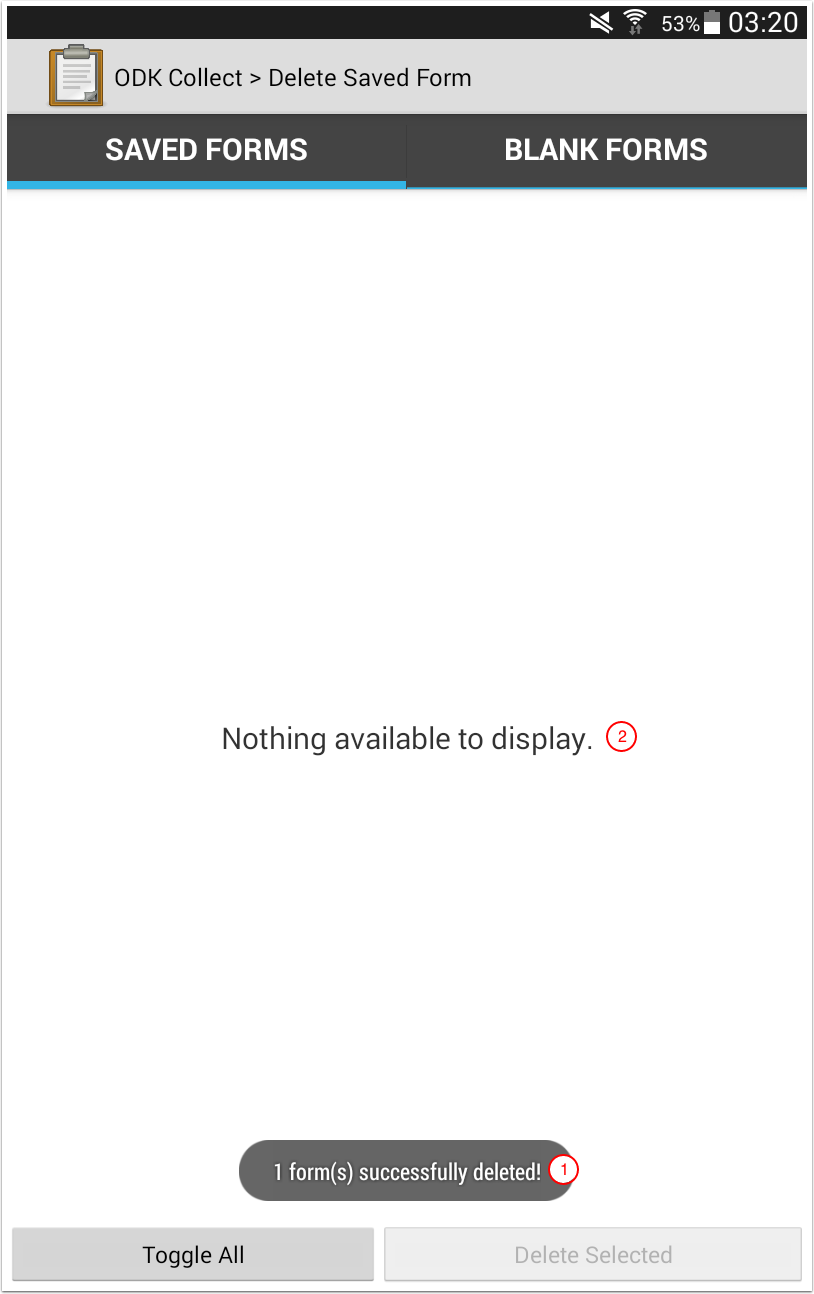 53% 03:20
ODK Collect > Delete Saved Form
SAVED FORMS BLANK FORMS
Nothing available to display. 2
1 form(s) successfully deleted! 1
Toggle All Delete Selected